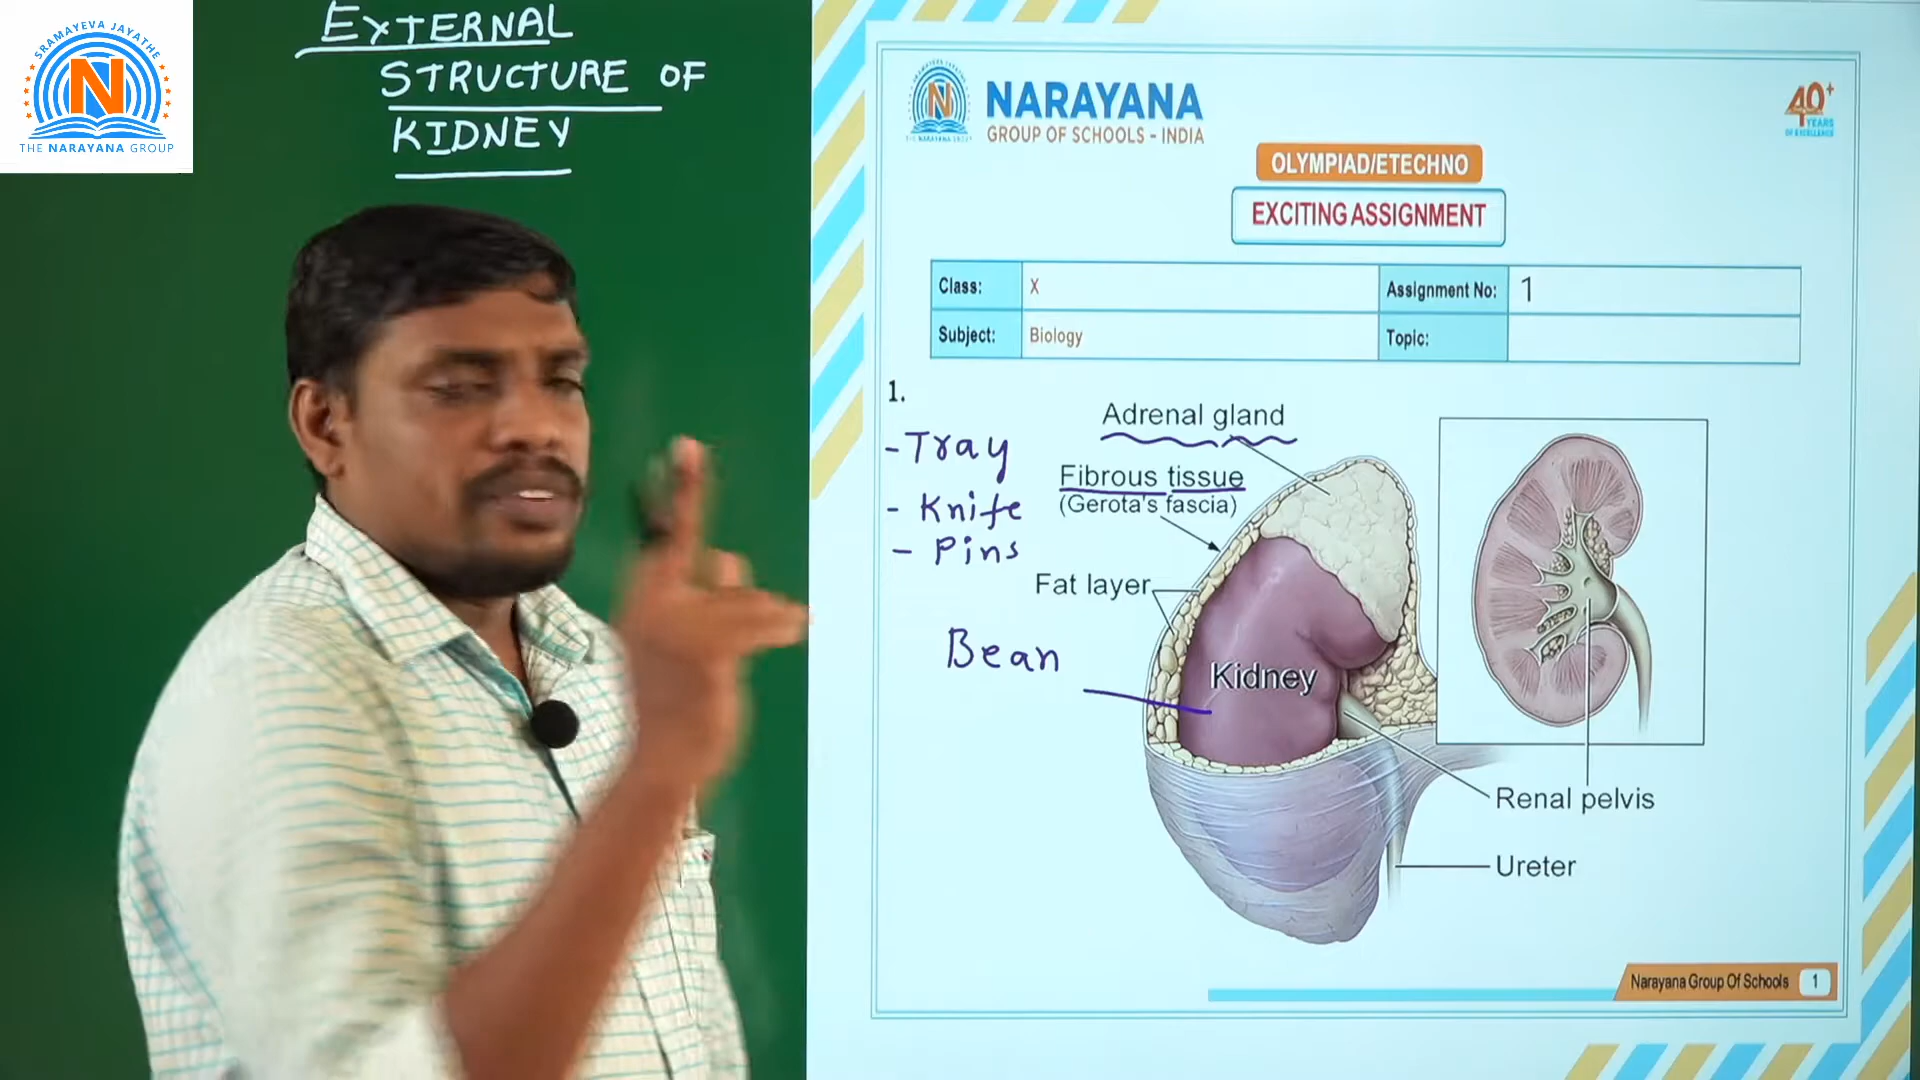 SRAMAYEVA JAYATHE
N
THE NARAYANA GROUP
EXTERNAL
STRUCTURE OF
KIDNEY
N
NARAYANA
GROUP OF SCHOOLS - INDIA
40+
YEARS
OF EXCELLENCE
OLYMPIAD/ETECHNO
EXCITING ASSIGNMENT
Class: X Assignment No: 1
Subject: Biology Topic:
1.
- Tray
- Knife
- Pins
Bean
Adrenal gland
Fibrous tissue
(Gerota's fascia)
Fat layer
Kidney
Renal pelvis
Ureter
Narayana Group Of Schools 1